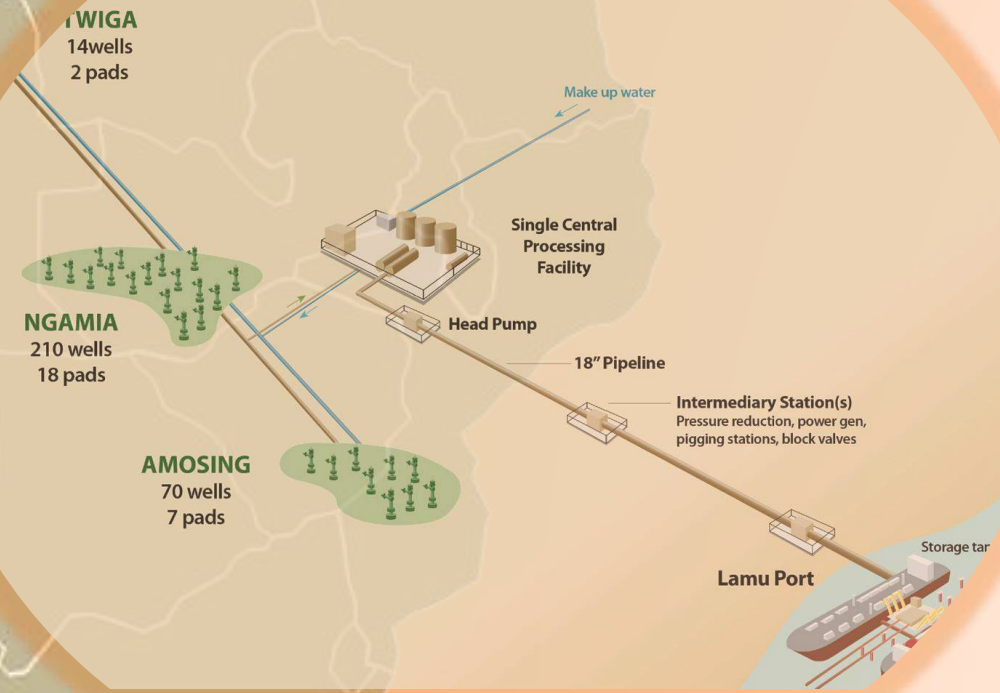 TWIGA
14wells
2 pads
Make up water
Single Central
Processing
Facility
NGAMIA
210 wells
18 pads
Head Pump
18” Pipeline
Intermediary Station(s)
Pressure reduction, power gen,
pigging stations, block valves
AMOSING
70 wells
7 pads
Storage
Lamu Port